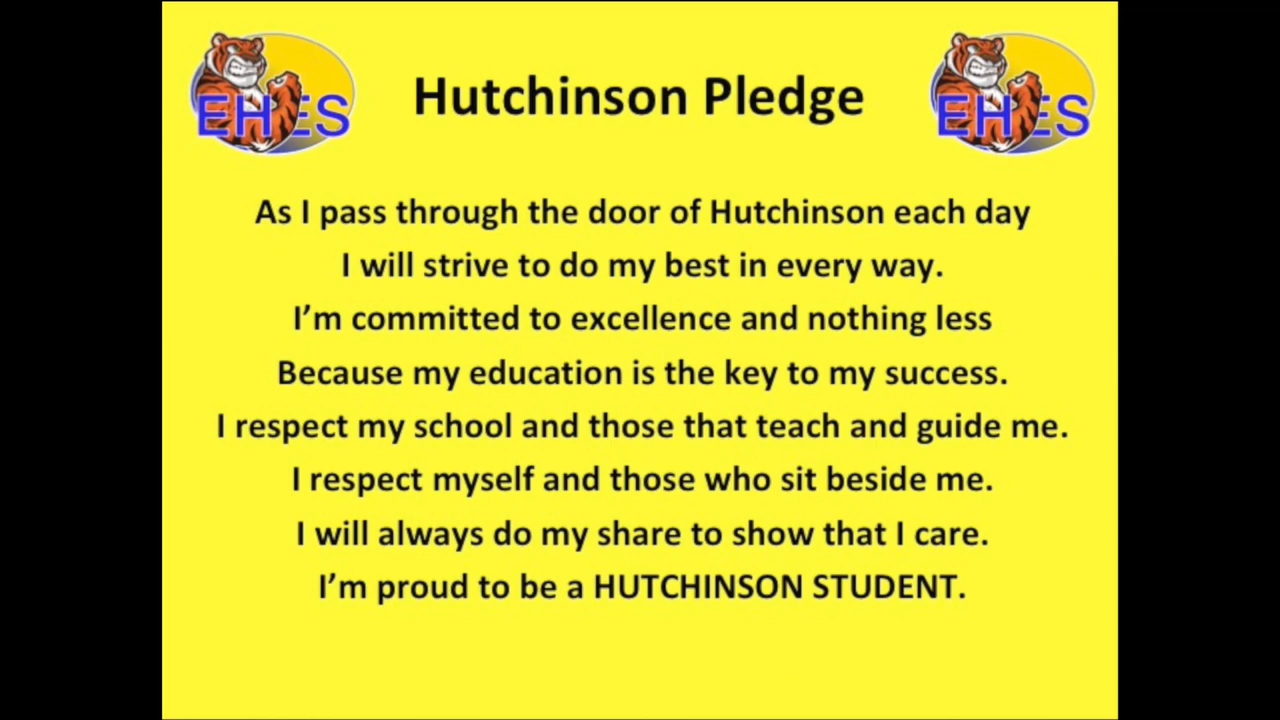 EHES
Hutchinson Pledge
EHES
As I pass through the door of Hutchinson each day
I will strive to do my best in every way.
I’m committed to excellence and nothing less
Because my education is the key to my success.
I respect my school and those that teach and guide me.
I respect myself and those who sit beside me.
I will always do my share to show that I care.
I’m proud to be a HUTCHINSON STUDENT.